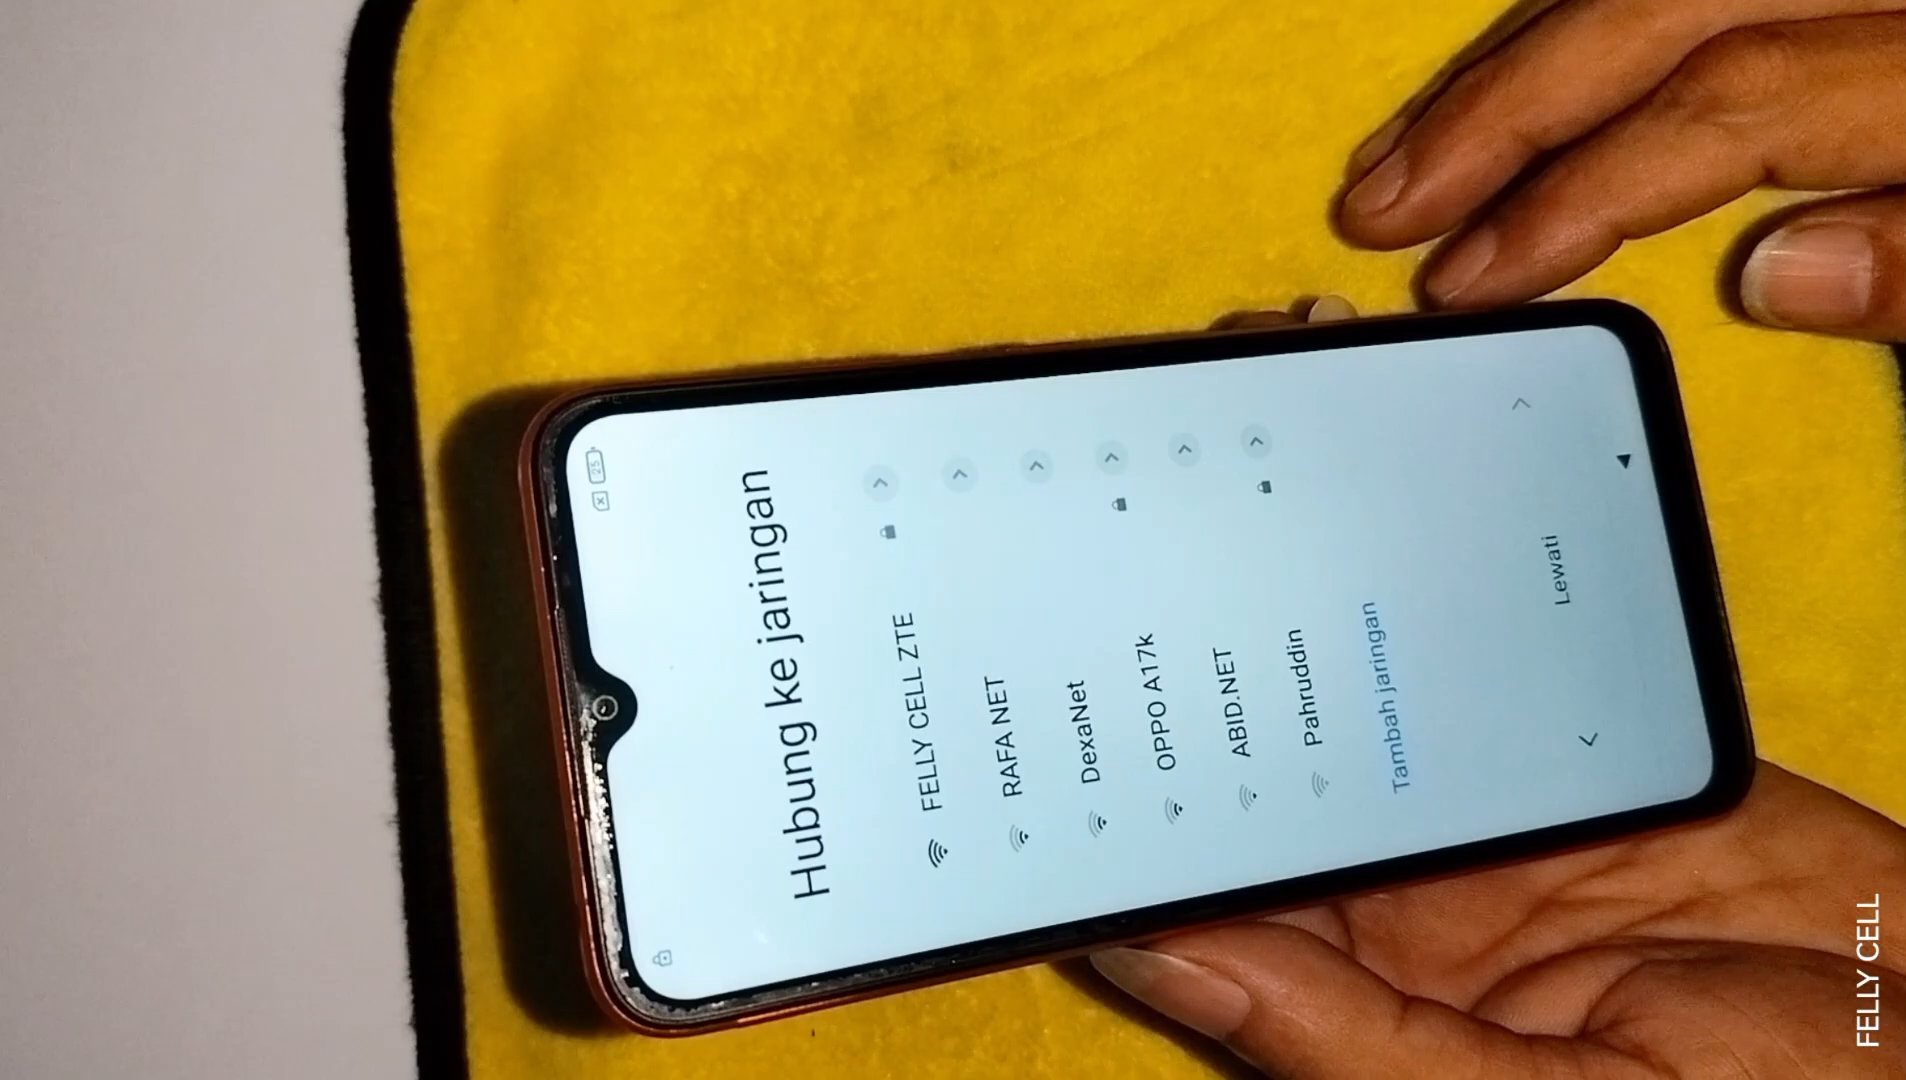 25
Hubung ke jaringan
FELLY CELL ZTE
RAFA NET
DexaNet
OPPO A17k
ABID.NET
Pahruddin
Tambah jaringan
Lewati
FELLY CELL